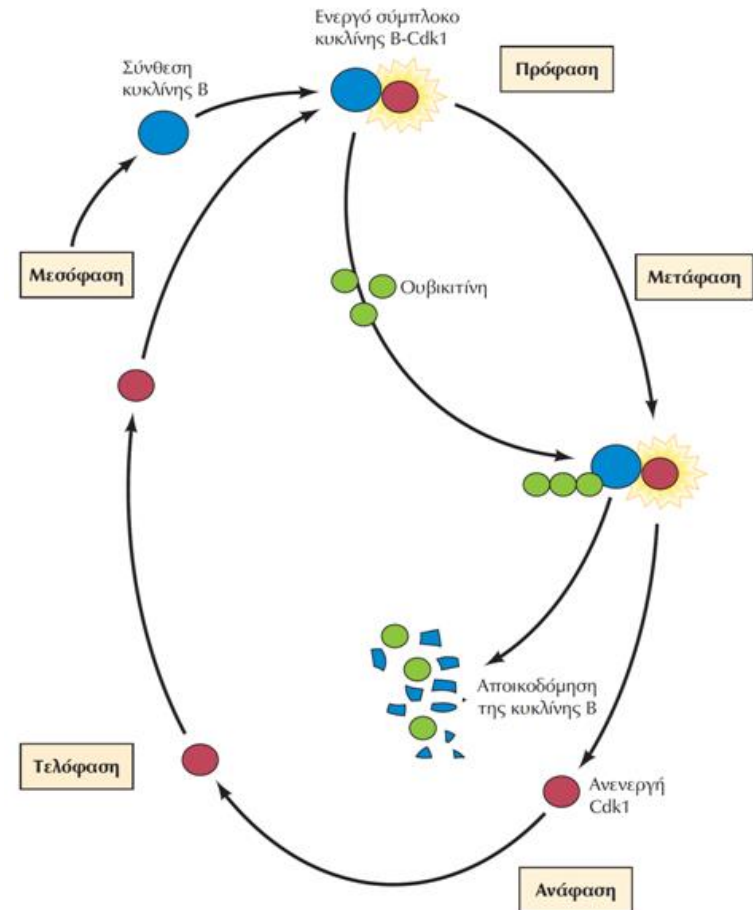 Ενεργό σύμπλοκο
κυκλίνης Β-Cdk1
Πρόφαση
Σύνθεση
κυκλίνης Β
Μεσόφαση
Μετάφαση
Ουβικιτίνη
Αποικοδόμηση
της κυκλίνης Β
Τελόφαση
Ανενεργή
Cdk1
Ανάφαση